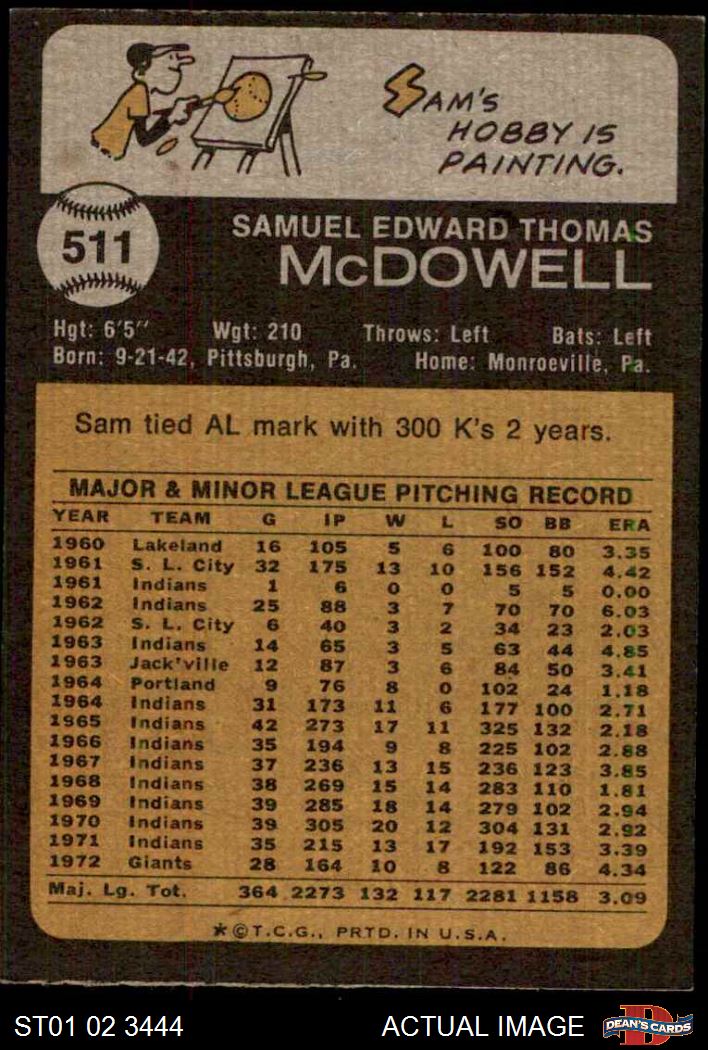 SAM'S
HOBBY IS
PAINTING.
511
SAMUEL EDWARD THOMAS
McDOWELL
Hgt: 6'5" Wgt: 210 Throws: Left Bats: Left
Born: 9-21-42, Pittsburgh, Pa. Home: Monroeville, Pa.
Sam tied AL mark with 300 K's 2 years.
MAJOR & MINOR LEAGUE PITCHING RECORD
YEAR TEAM G IP W L SO BB ERA
1960 Lakeland 16 105 5 6 100 80 3.35
1961 S. L. City 32 175 13 10 156 152 4.42
1961 Indians 1 6 0 0 5 5 0.00
1962 Indians 25 88 3 7 70 70 6.03
1962 S. L. City 6 40 3 2 34 23 2.03
1963 Indians 14 65 3 5 63 44 4.85
1963 Jack'ville 12 87 3 6 84 50 3.41
1964 Portland 9 76 8 0 102 24 1.18
1964 Indians 31 173 11 6 177 100 2.71
1965 Indians 42 273 17 11 325 132 2.18
1966 Indians 35 194 9 8 225 102 2.88
1967 Indians 37 236 13 15 236 123 3.85
1968 Indians 38 269 15 14 283 110 1.81
1969 Indians 39 285 18 14 279 102 2.94
1970 Indians 39 305 20 12 304 131 2.92
1971 Indians 35 215 13 17 192 153 3.39
1972 Giants 28 164 10 8 122 86 4.34
Maj. Lg. Tot. 364 2273 132 117 2281 1158 3.09
*©T.C.G., PRTD. IN U.S.A.
ST01 02 3444 ACTUAL IMAGE DEAN'S CARDS